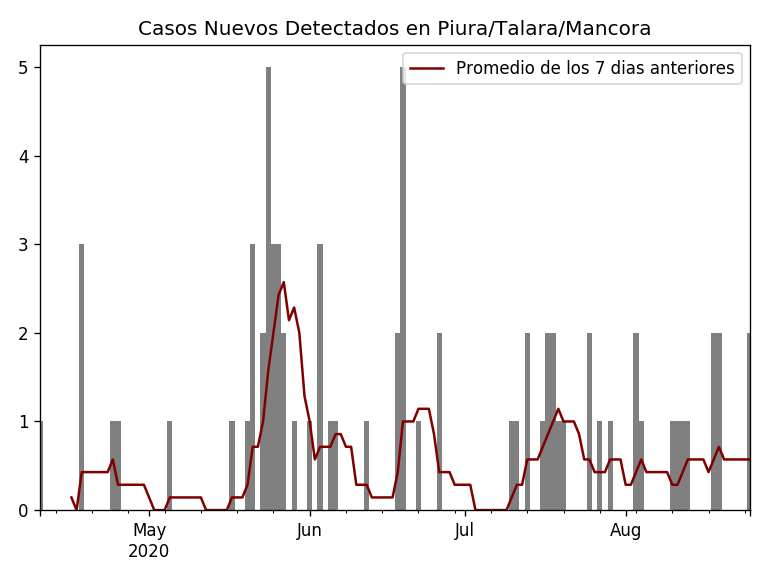 Casos Nuevos Detectados en Piura/Talara/Mancora
Promedio de los 7 dias anteriores
5
4
3
2
1
0
May
2020
Jun
Jul
Aug